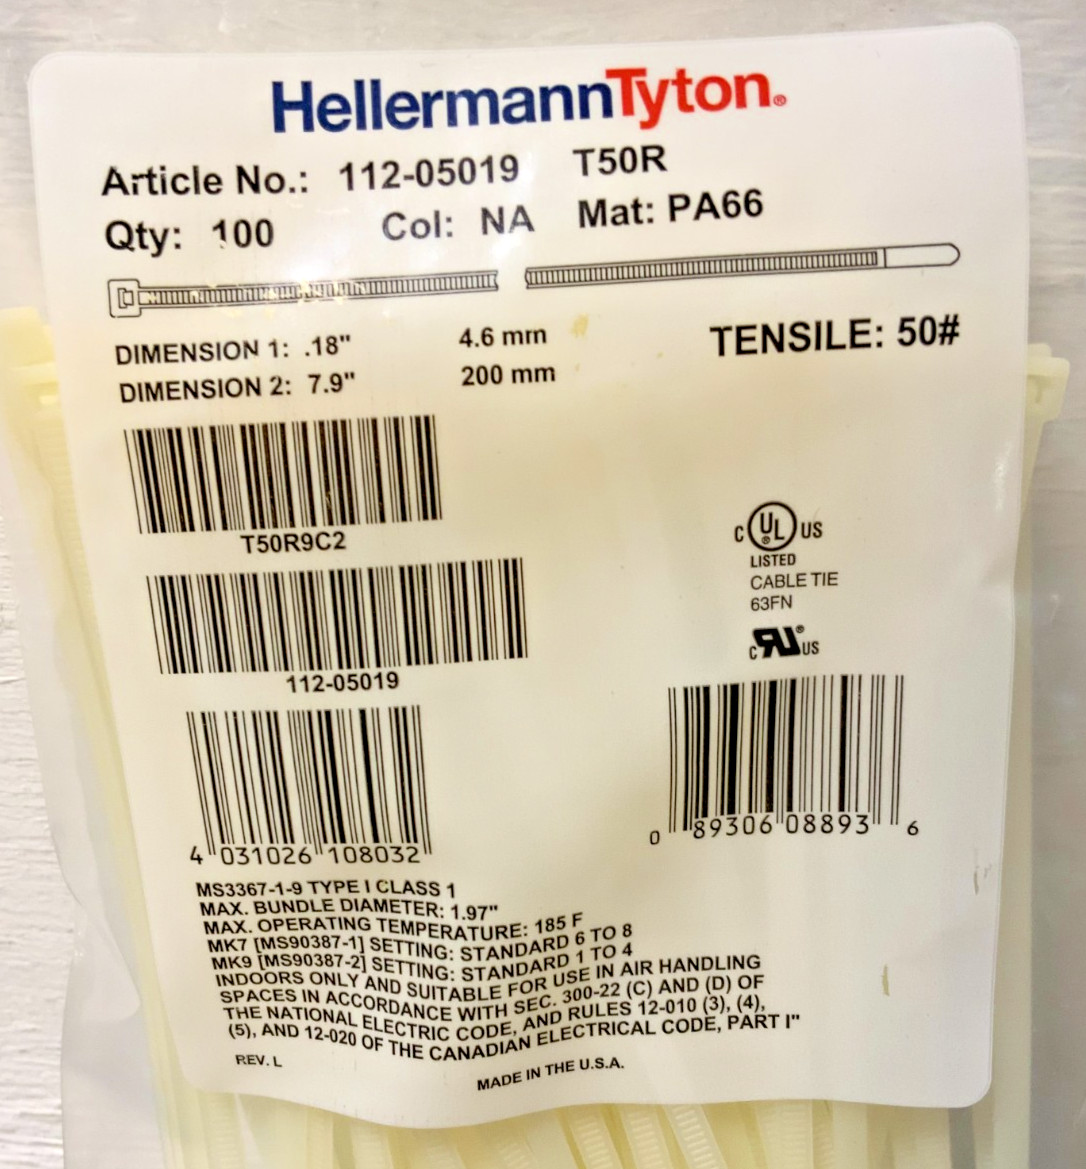 HellermannTyton®
Article No.: 112-05019 T50R
Qty: 100 Col: NA Mat: PA66
DIMENSION 1: .18" 4.6 mm
DIMENSION 2: 7.9" 200 mm
TENSILE: 50#
T50R9C2
112-05019
4 031026 108032
C UL® US
LISTED
CABLE TIE
63FN
C RU® US
0 89306 08893 6
MS3367-1-9 TYPE I CLASS 1
MAX. BUNDLE DIAMETER: 1.97"
MAX. OPERATING TEMPERATURE: 185 F
MK7 [MS90387-1] SETTING: STANDARD 6 TO 8
MK9 [MS90387-2] SETTING: STANDARD 1 TO 4
INDOORS ONLY AND SUITABLE FOR USE IN AIR HANDLING
SPACES IN ACCORDANCE WITH SEC. 300-22 (C) AND (D) OF
THE NATIONAL ELECTRIC CODE, AND RULES 12-010 (3), (4),
(5), AND 12-020 OF THE CANADIAN ELECTRICAL CODE, PART I"
REV. L
MADE IN THE U.S.A.